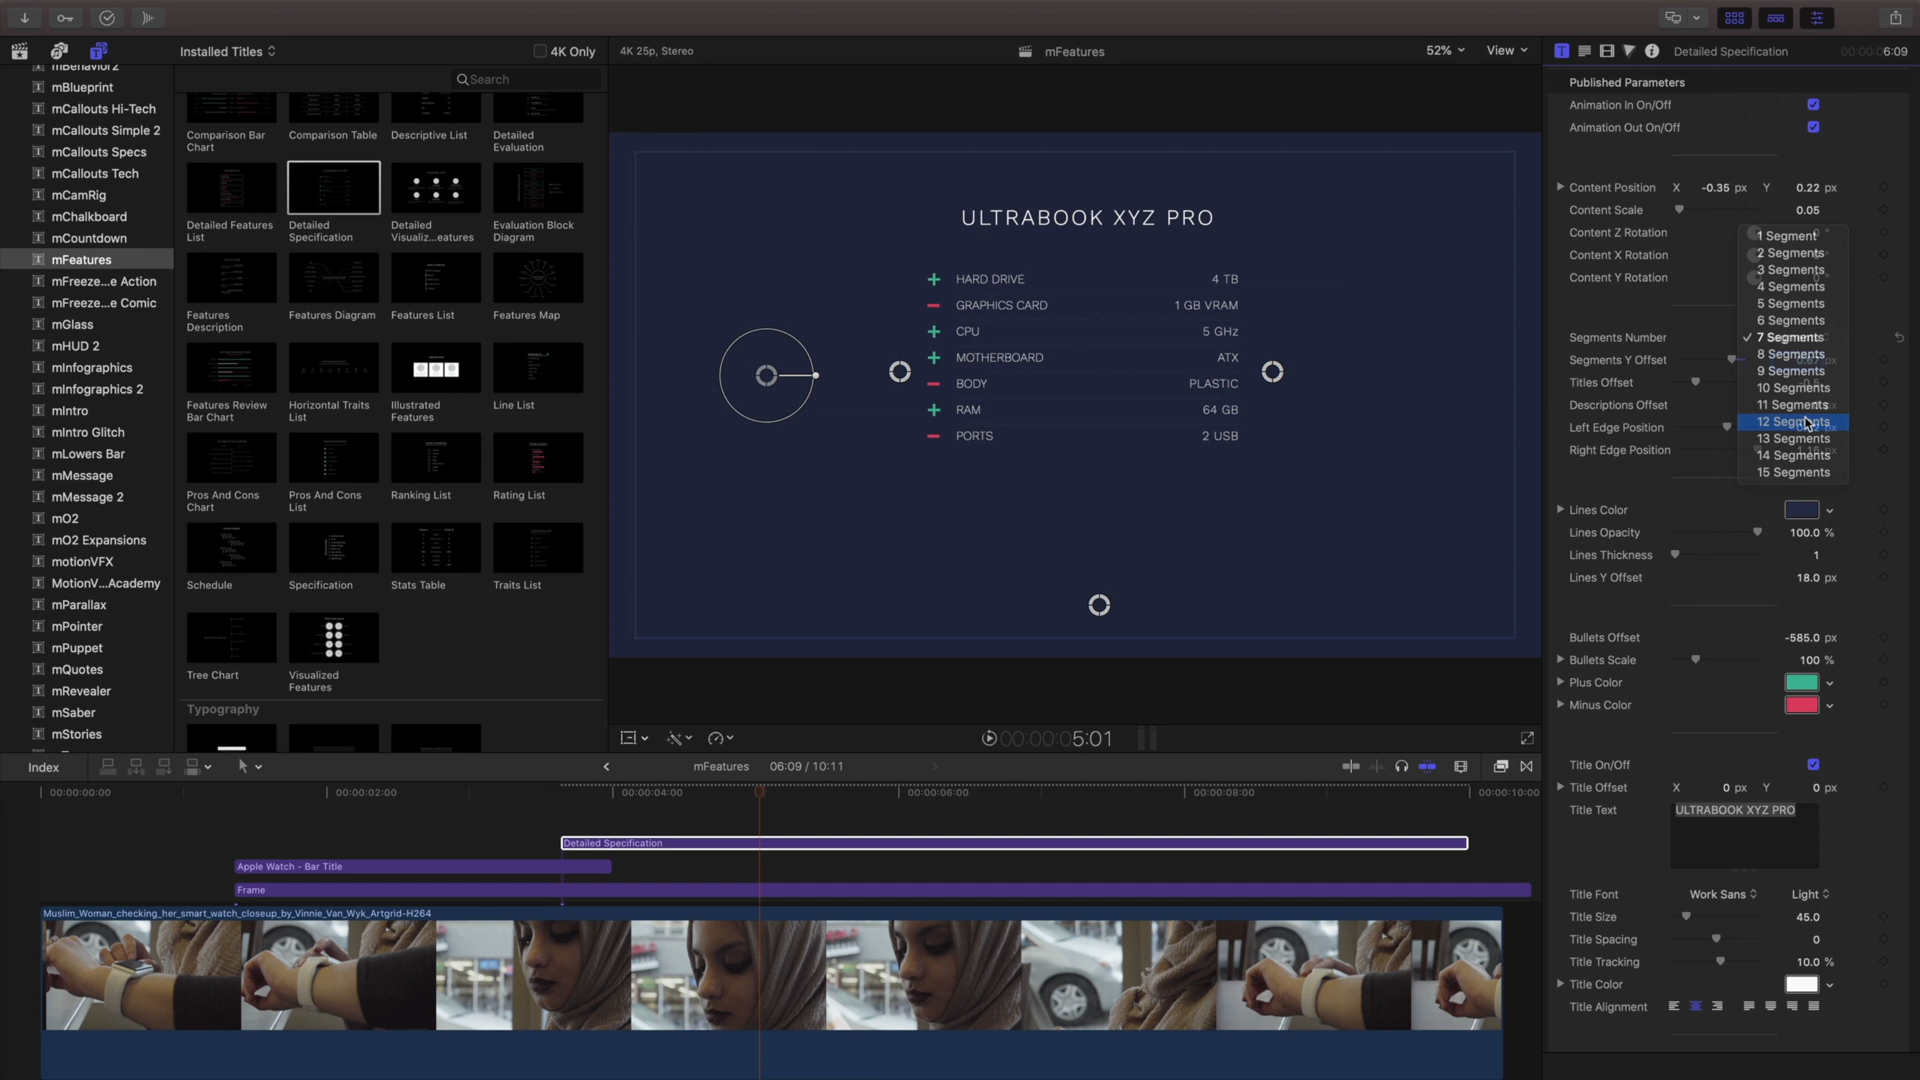 Installed Titles
4K Only
4K 25p, Stereo
mFeatures
52%
View
Detailed Specification
00:00:06:09
Search
mBehavior2
mBlueprint
mCallouts Hi-Tech
mCallouts Simple 2
mCallouts Specs
mCallouts Tech
mCamRig
mChalkboard
mCountdown
mFeatures
mFreeze...e Action
mFreeze...e Comic
mGlass
mHUD 2
mInfographics
mInfographics 2
mIntro
mIntro Glitch
mLowers Bar
mMessage
mMessage 2
mO2
mO2 Expansions
motionVFX
MotionV...Academy
mParallax
mPointer
mPuppet
mQuotes
mRevealer
mSaber
mStories
Comparison Bar Chart
Comparison Table
Descriptive List
Detailed Evaluation
Detailed Features List
Detailed Specification
Detailed Visualiz...eatures
Evaluation Block Diagram
Features Description
Features Diagram
Features List
Features Map
Features Review Bar Chart
Horizontal Traits List
Illustrated Features
Line List
Pros And Cons Chart
Pros And Cons List
Ranking List
Rating List
Schedule
Specification
Stats Table
Traits List
Tree Chart
Visualized Features
Typography
ULTRABOOK XYZ PRO
HARD DRIVE 4 TB
GRAPHICS CARD 1 GB VRAM
CPU 5 GHz
MOTHERBOARD ATX
BODY PLASTIC
RAM 64 GB
PORTS 2 USB
00:00:05:01
Published Parameters
Animation In On/Off
Animation Out On/Off
Content Position X -0.35 px Y 0.22 px
Content Scale 0.05
Content Z Rotation
Content X Rotation
Content Y Rotation
Segments Number
Segments Y Offset
Titles Offset
Descriptions Offset
Left Edge Position
Right Edge Position
1 Segment
2 Segments
3 Segments
4 Segments
5 Segments
6 Segments
✓ 7 Segments
8 Segments
9 Segments
10 Segments
11 Segments
12 Segments
13 Segments
14 Segments
15 Segments
Lines Color
Lines Opacity 100.0 %
Lines Thickness 1
Lines Y Offset 18.0 px
Bullets Offset -585.0 px
Bullets Scale 100 %
Plus Color
Minus Color
Title On/Off
Title Offset X 0 px Y 0 px
Title Text ULTRABOOK XYZ PRO
Title Font Work Sans Light
Title Size 45.0
Title Spacing 0
Title Tracking 10.0 %
Title Color
Title Alignment
Index
mFeatures
06:09 / 10:11
00:00:00:00
00:00:02:00
00:00:04:00
00:00:06:00
00:00:08:00
00:00:10:00
Detailed Specification
Apple Watch - Bar Title
Frame
Muslim_Woman_checking_her_smart_watch_closeup_by_Vinnie_Van_Wyk_Artgrid-H264